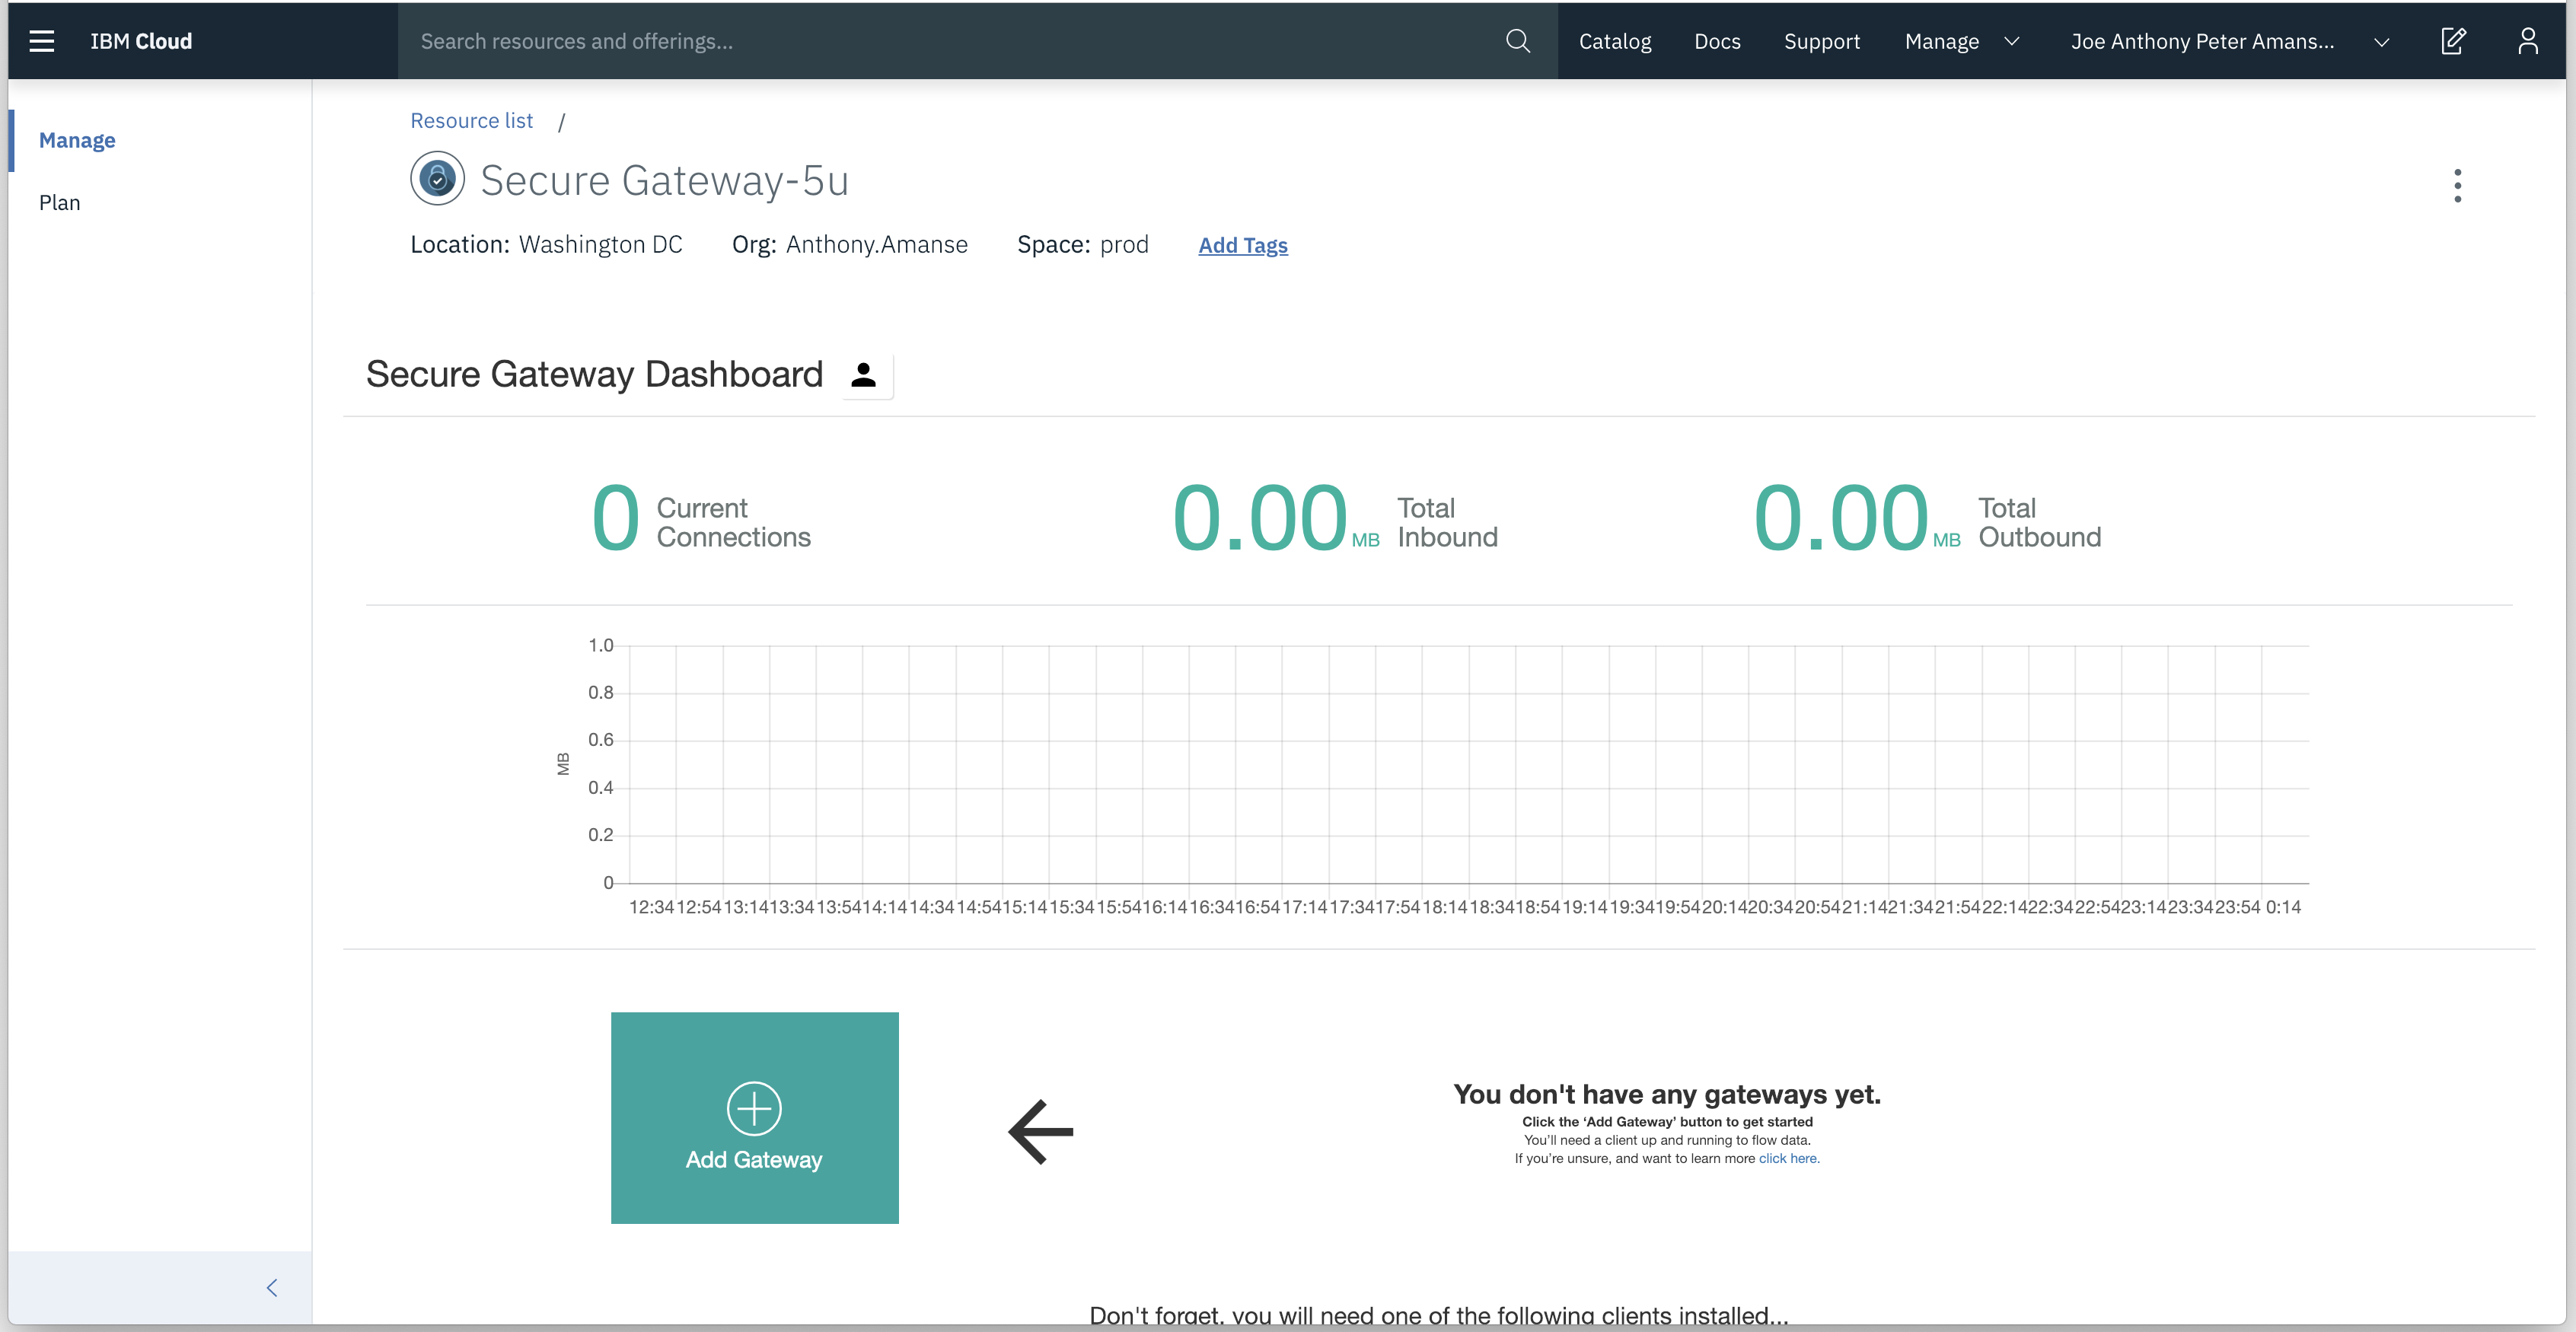 IBM Cloud
Search resources and offerings...
Catalog
Docs
Support
Manage
Joe Anthony Peter Amans...
Manage
Plan
Resource list /
Secure Gateway-5u
Location: Washington DC Org: Anthony.Amanse Space: prod Add Tags
Secure Gateway Dashboard
0 Current Connections
0.00 MB Total Inbound
0.00 MB Total Outbound
1.0
0.8
0.6
0.4
0.2
0
MB
12:34 12:54 13:14 13:34 13:54 14:14 14:34 14:54 15:14 15:34 15:54 16:14 16:34 16:54 17:14 17:34 17:54 18:14 18:34 18:54 19:14 19:34 19:54 20:14 20:34 20:54 21:14 21:34 21:54 22:14 22:34 22:54 23:14 23:34 23:54 0:14
Add Gateway
You don't have any gateways yet.
Click the ‘Add Gateway’ button to get started
You’ll need a client up and running to flow data.
If you’re unsure, and want to learn more click here.
Don't forget, you will need one of the following clients installed...